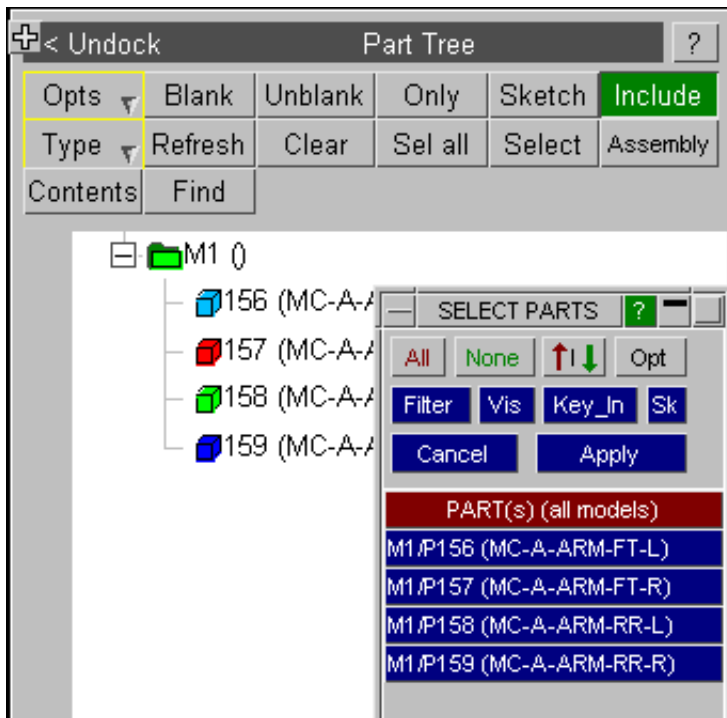 < Undock Part Tree ?
Opts Blank Unblank Only Sketch Include
Type Refresh Clear Sel all Select Assembly
Contents Find
M1 ()
156 (MC-A-A
157 (MC-A-A
158 (MC-A-A
159 (MC-A-A
SELECT PARTS ?
All None Opt
Filter Vis Key_In Sk
Cancel Apply
PART(s) (all models)
M1/P156 (MC-A-ARM-FT-L)
M1/P157 (MC-A-ARM-FT-R)
M1/P158 (MC-A-ARM-RR-L)
M1/P159 (MC-A-ARM-RR-R)